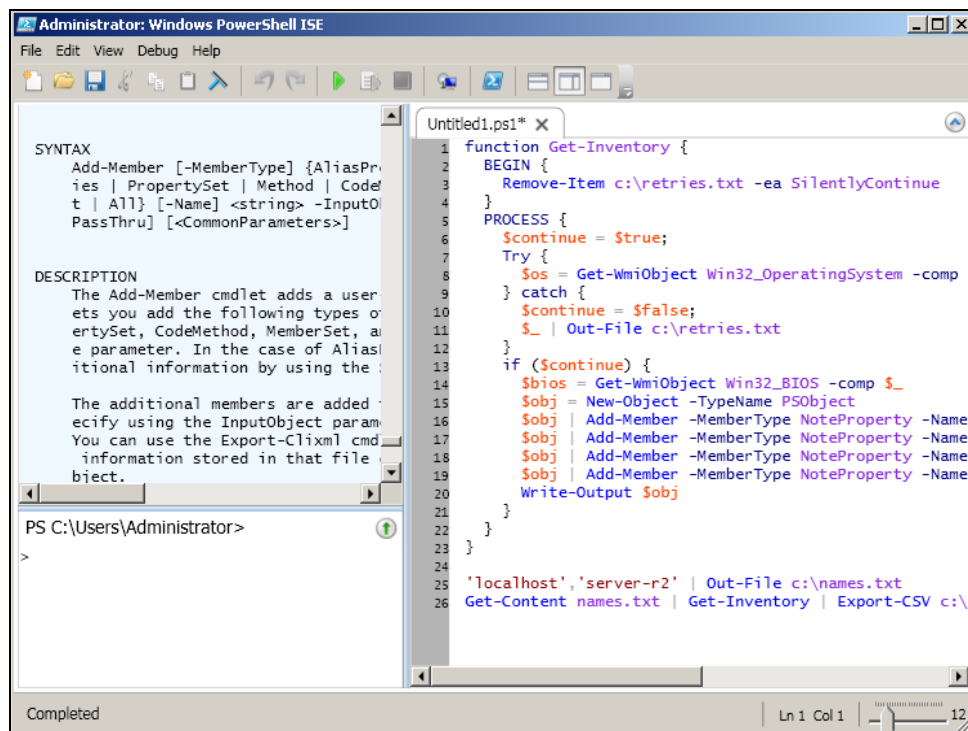 Administrator: Windows PowerShell ISE
File Edit View Debug Help
SYNTAX
Add-Member [-MemberType] {AliasPr
ies | PropertySet | Method | Code
t | All} [-Name] <string> -InputO
PassThru] [<CommonParameters>]
DESCRIPTION
The Add-Member cmdlet adds a user
ets you add the following types o
ertySet, CodeMethod, MemberSet, a
e parameter. In the case of Alias
itional information by using the
The additional members are added
ecify using the InputObject param
You can use the Export-Clixml cmd
information stored in that file
bject.
PS C:\Users\Administrator>
>
Untitled1.ps1*
1 function Get-Inventory {
2 BEGIN {
3 Remove-Item c:\retries.txt -ea SilentlyContinue
4 }
5 PROCESS {
6 $continue = $true;
7 Try {
8 $os = Get-WmiObject Win32_OperatingSystem -comp
9 } catch {
10 $continue = $false;
11 $_ | Out-File c:\retries.txt
12 }
13 if ($continue) {
14 $bios = Get-WmiObject Win32_BIOS -comp $_
15 $obj = New-Object -TypeName PSObject
16 $obj | Add-Member -MemberType NoteProperty -Name
17 $obj | Add-Member -MemberType NoteProperty -Name
18 $obj | Add-Member -MemberType NoteProperty -Name
19 $obj | Add-Member -MemberType NoteProperty -Name
20 Write-Output $obj
21 }
22 }
23 }
24
25 'localhost','server-r2' | Out-File c:\names.txt
26 Get-Content names.txt | Get-Inventory | Export-CSV c:\
Completed
Ln 1 Col 1
12